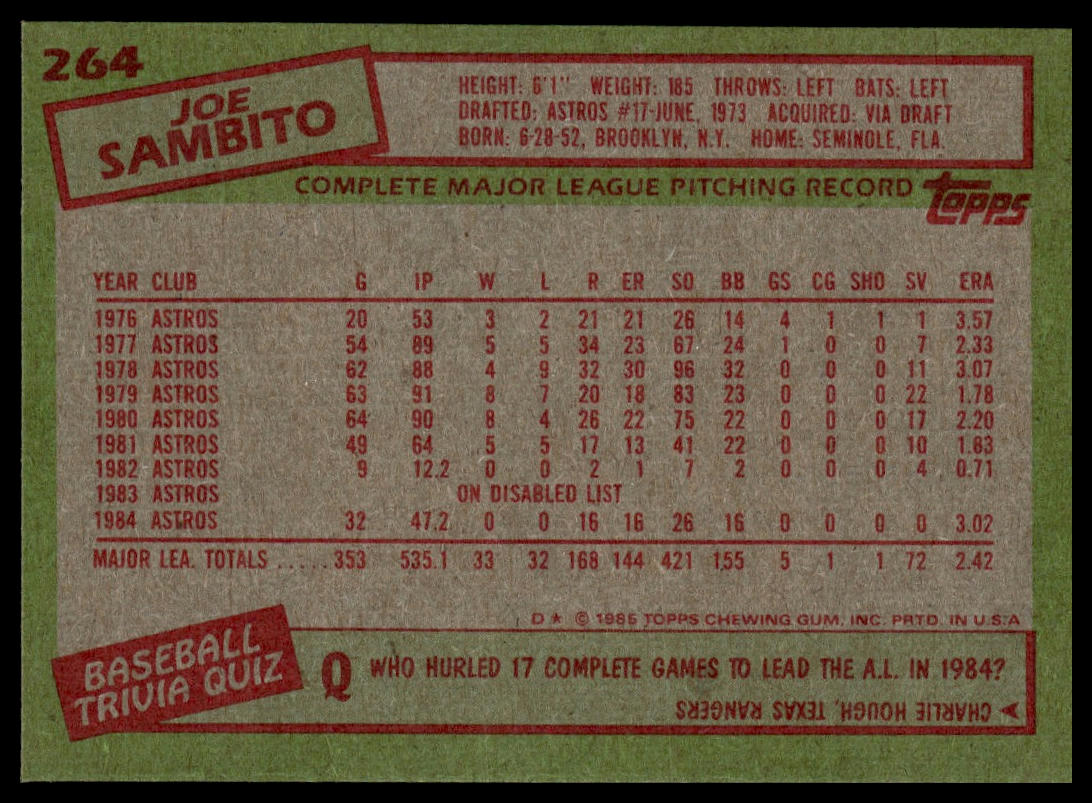 264
JOE
SAMBITO
HEIGHT: 6'1" WEIGHT: 185 THROWS: LEFT BATS: LEFT
DRAFTED: ASTROS #17-JUNE, 1973 ACQUIRED: VIA DRAFT
BORN: 6-28-52, BROOKLYN, N.Y. HOME: SEMINOLE, FLA.
COMPLETE MAJOR LEAGUE PITCHING RECORD
TOPPS
YEAR CLUB G IP W L R ER SO BB GS CG SHO SV ERA
1976 ASTROS 20 53 3 2 21 21 26 14 4 1 1 1 3.57
1977 ASTROS 54 89 5 5 34 23 67 24 1 0 0 7 2.33
1978 ASTROS 62 88 4 9 32 30 96 32 0 0 0 11 3.07
1979 ASTROS 63 91 8 7 20 18 83 23 0 0 0 22 1.78
1980 ASTROS 64 90 8 4 26 22 75 22 0 0 0 17 2.20
1981 ASTROS 49 64 5 5 17 13 41 22 0 0 0 10 1.83
1982 ASTROS 9 12.2 0 0 2 1 7 2 0 0 0 4 0.71
1983 ASTROS ON DISABLED LIST
1984 ASTROS 32 47.2 0 0 16 16 26 16 0 0 0 0 3.02
MAJOR LEA. TOTALS .....353 535.1 33 32 168 144 421 155 5 1 1 72 2.42
D★ © 1985 TOPPS CHEWING GUM, INC. PRTD. IN U.S.A
BASEBALL
TRIVIA QUIZ
Q WHO HURLED 17 COMPLETE GAMES TO LEAD THE A.L. IN 1984?
CHARLIE HOUGH, TEXAS RANGERS